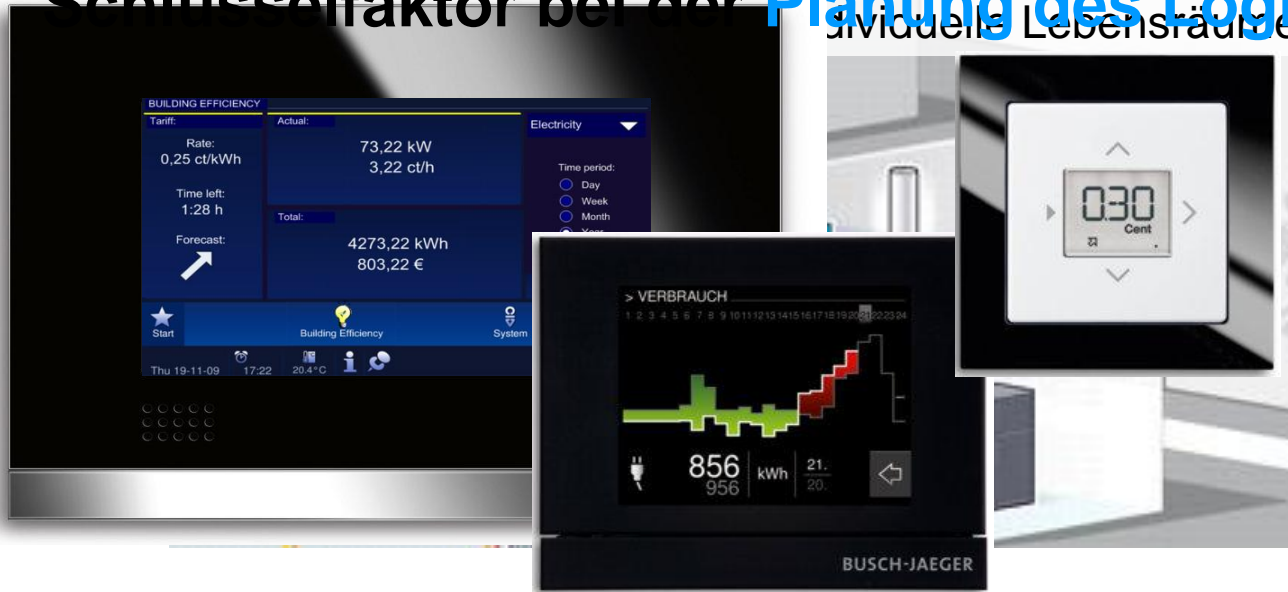 Schlüsselfaktor bei der Planung des Logi
dividuelle Lebensräume
BUILDING EFFICIENCY
Tariff:
Rate:
0,25 ct/kWh
Time left:
1:28 h
Forecast:
Actual:
73,22 kW
3,22 ct/h
Total:
4273,22 kWh
803,22 €
Electricity
Time period:
Day
Week
Month
Year
Start
Building Efficiency
System
Thu 19-11-09
17:22
20.4°C
> VERBRAUCH
1 2 3 4 5 6 7 8 9 10 11 12 13 14 15 16 17 18 19 20 21 22 23 24
856
956
kWh
21.
20.
BUSCH-JAEGER
0.30
Cent